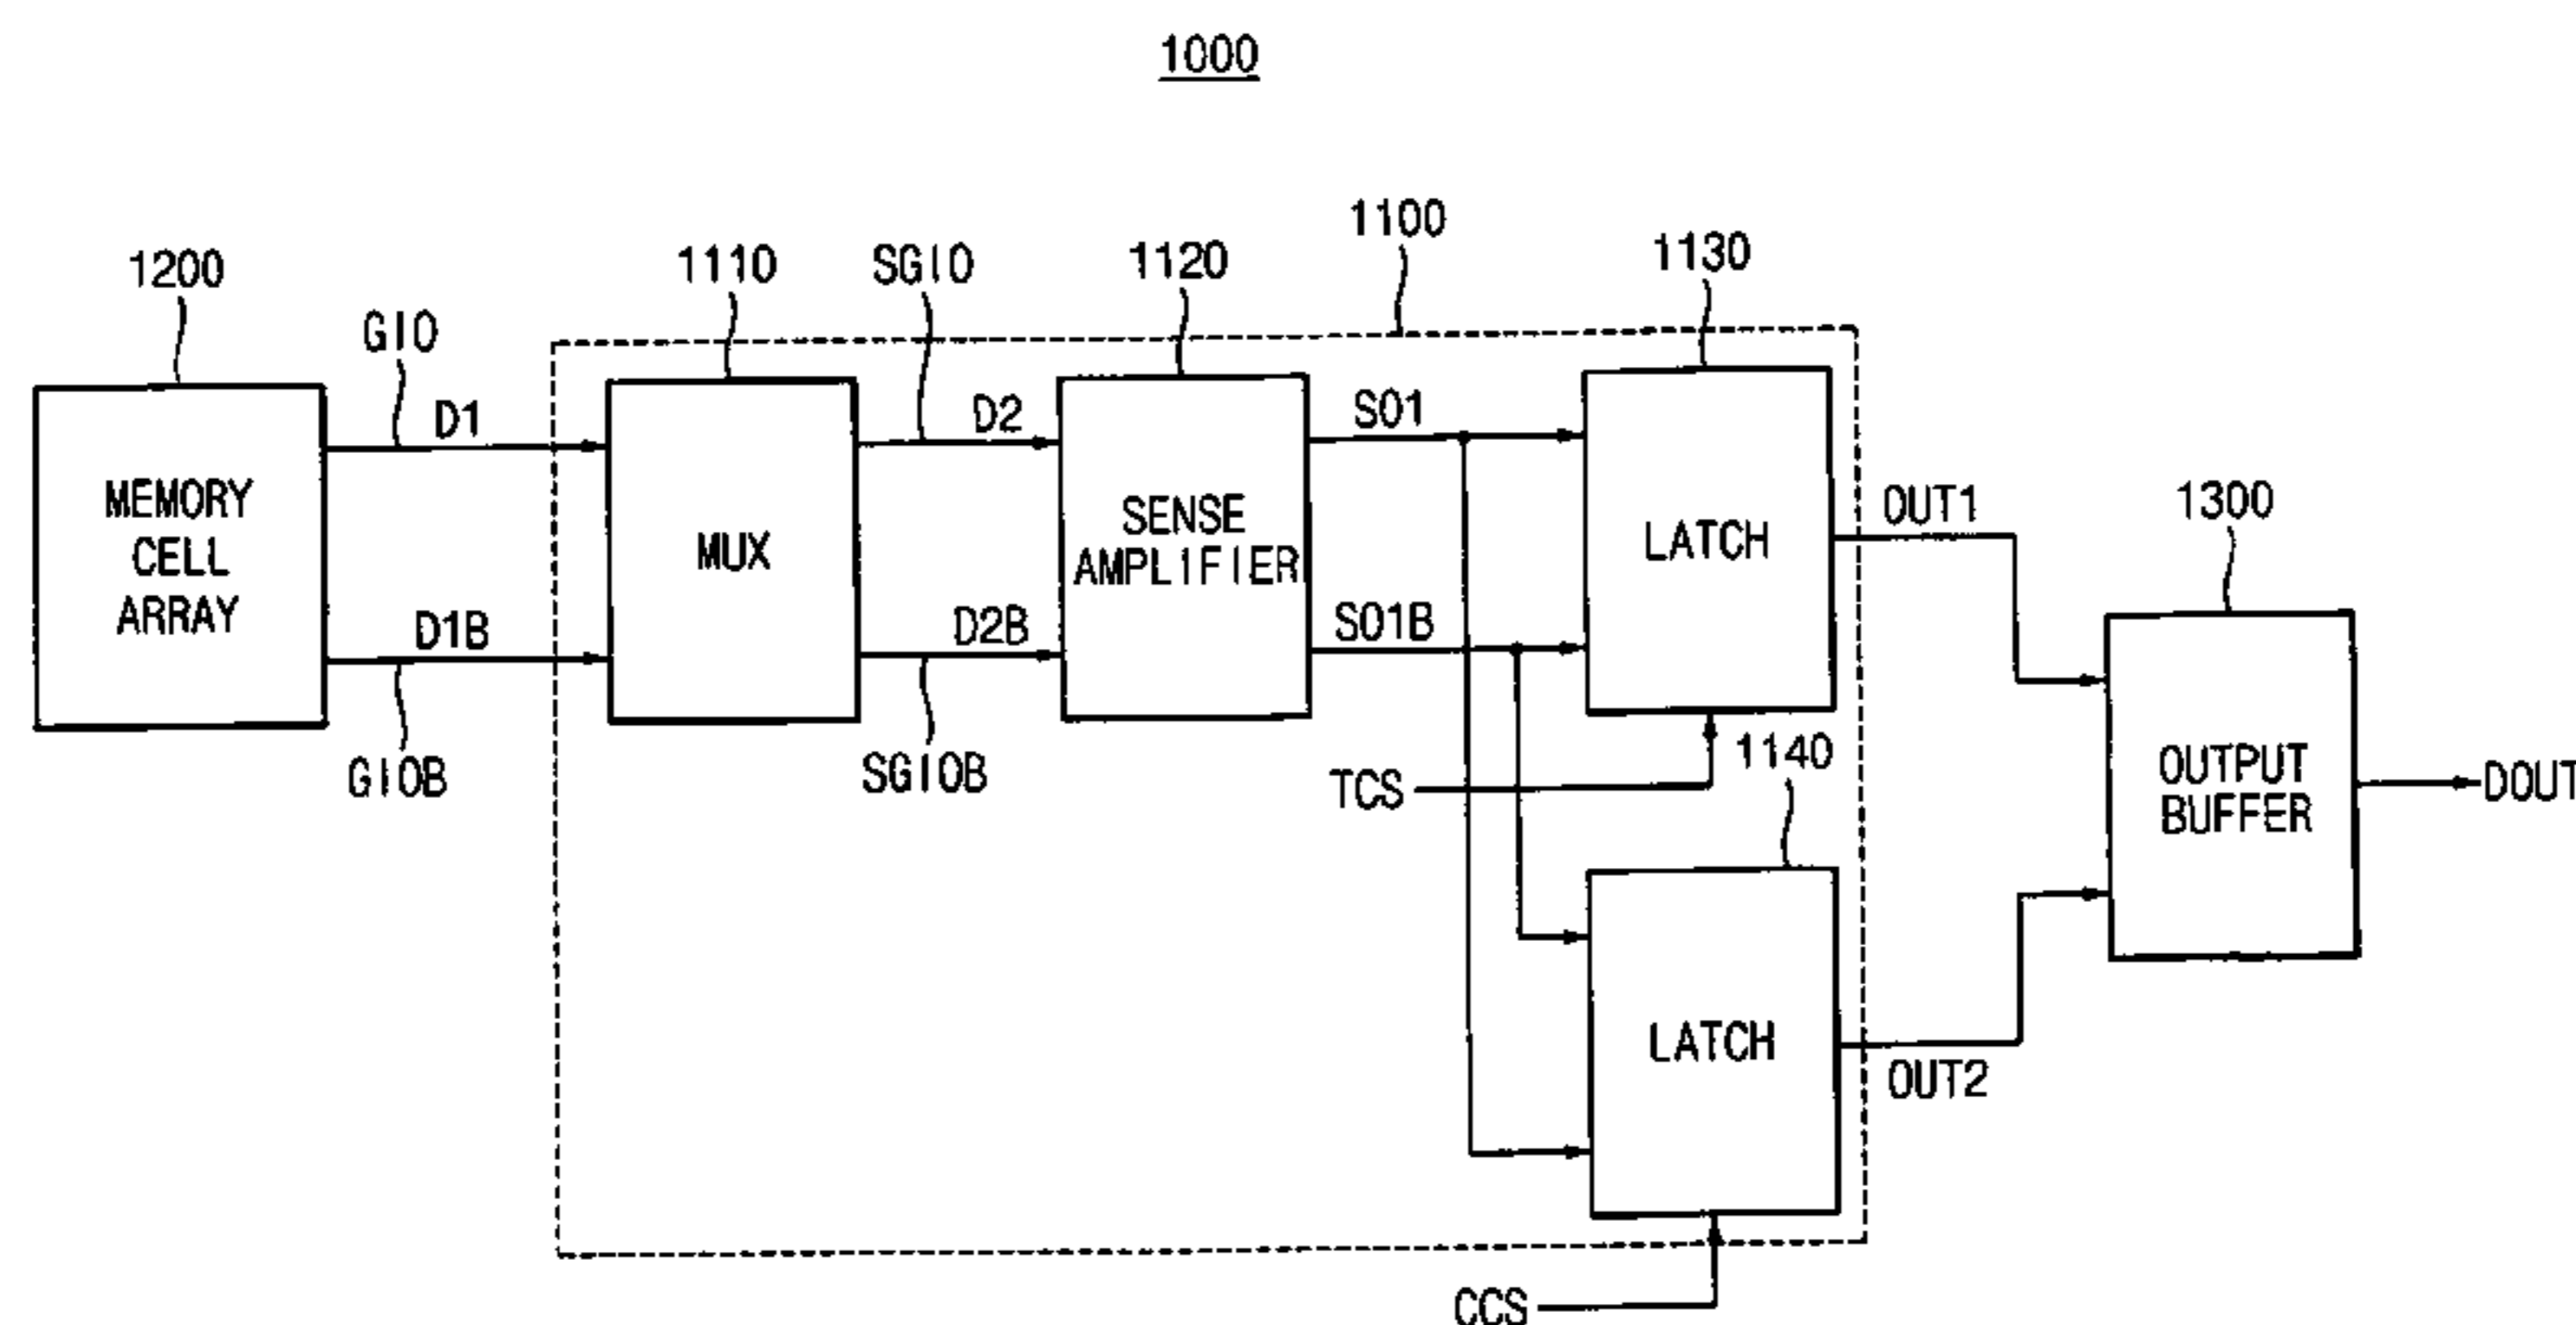 1000
1100
1200
1110
SGIO
1120
1130
GIO
D1
D2
SO1
MEMORY
CELL
ARRAY
MUX
SENSE
AMPLIFIER
LATCH
OUT1
1300
D1B
D2B
SO1B
GIOB
SGIOB
TCS
1140
OUTPUT
BUFFER
DOUT
LATCH
OUT2
CCS